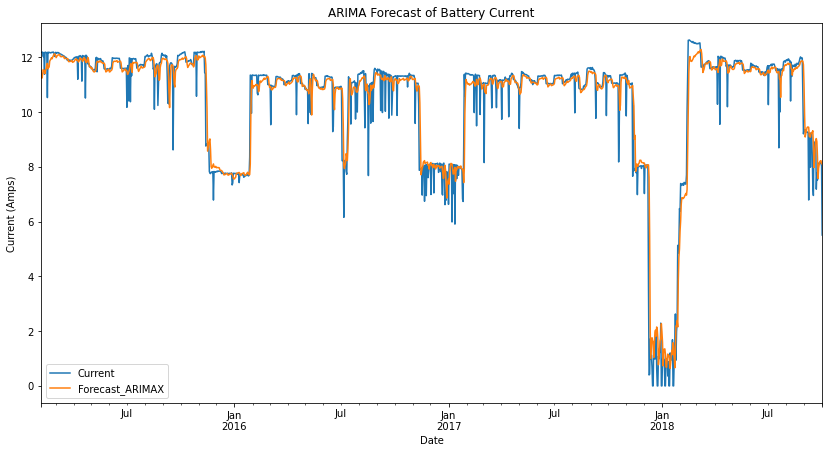 ARIMA Forecast of Battery Current
Current (Amps)
12
10
8
6
4
2
0
Current
Forecast_ARIMAX
Jul
Jan
2016
Jul
Jan
2017
Jul
Jan
2018
Jul
Date